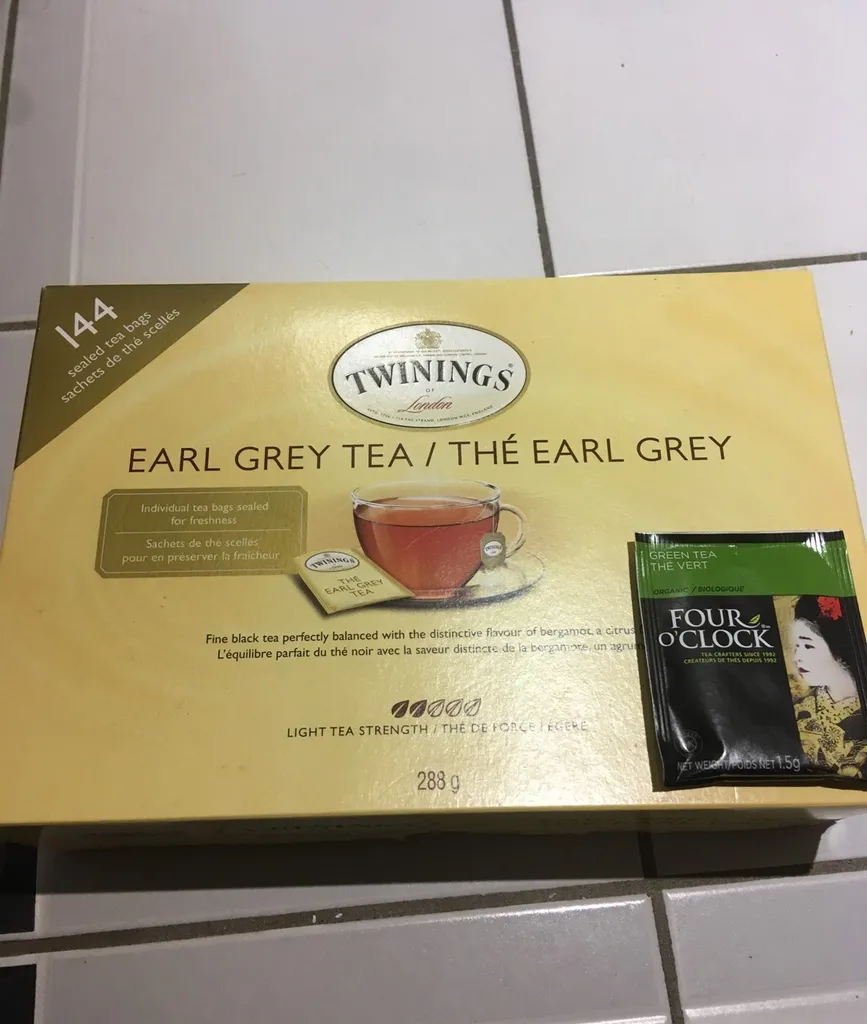 144
sealed tea bags
sachets de thé scellés
TWININGS
OF
London
EARL GREY TEA / THÉ EARL GREY
Individual tea bags sealed
for freshness
Sachets de thé scellés
pour en préserver la fraîcheur
TWININGS
THÉ
EARL GREY
TEA
TWININGS
Fine black tea perfectly balanced with the distinctive flavour of bergamot, a citrus
L'équilibre parfait du thé noir avec la saveur distincte de la bergamote, un agrum
LIGHT TEA STRENGTH / THÉ DE FORCE LÉGÈRE
288 g
GREEN TEA
THÉ VERT
ORGANIC / BIOLOGIQUE
FOUR
O'CLOCK
TEA CRAFTERS SINCE 1992
CRÉATEURS DE THÉS DEPUIS 1992
NET WEIGHT/POIDS NET 1.5g